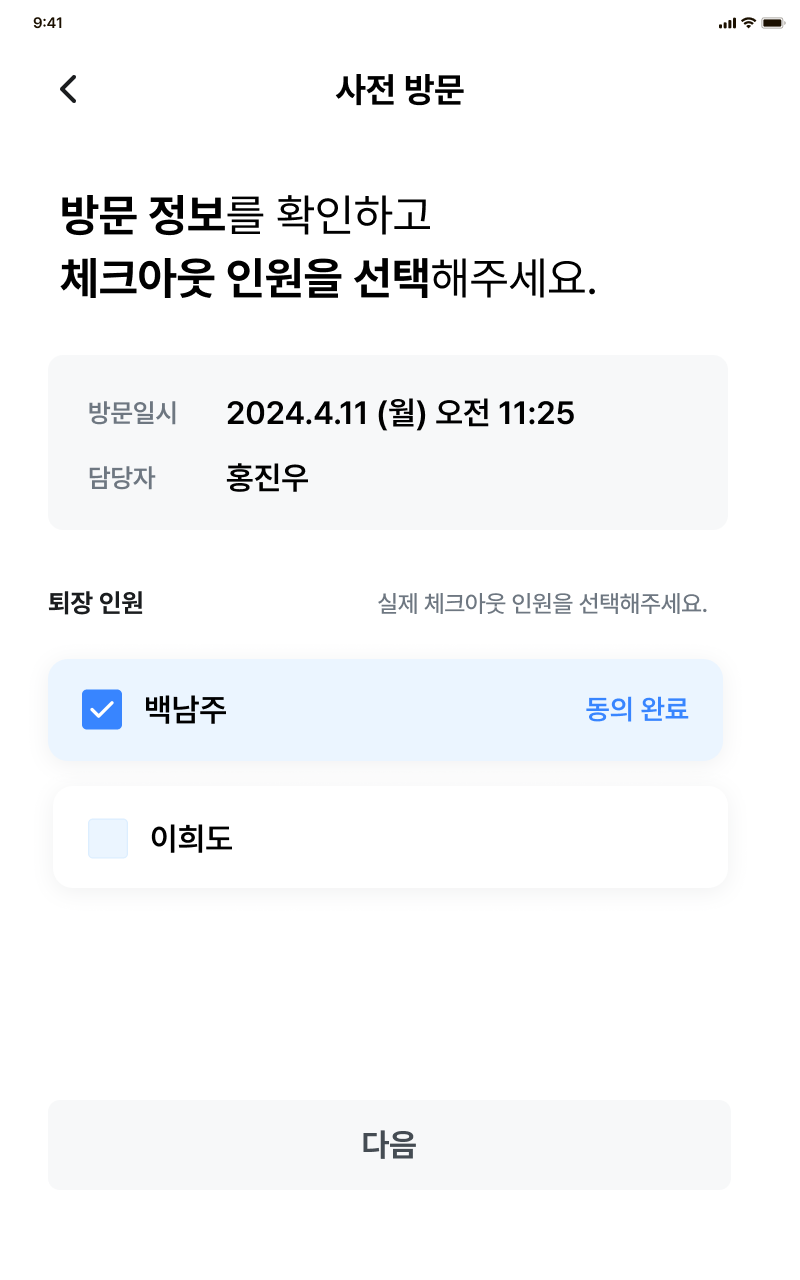 9:41
사전 방문
방문 정보를 확인하고
체크아웃 인원을 선택해주세요.
방문일시 2024.4.11 (월) 오전 11:25
담당자 홍진우
퇴장 인원 실제 체크아웃 인원을 선택해주세요.
백남주 동의 완료
이희도
다음